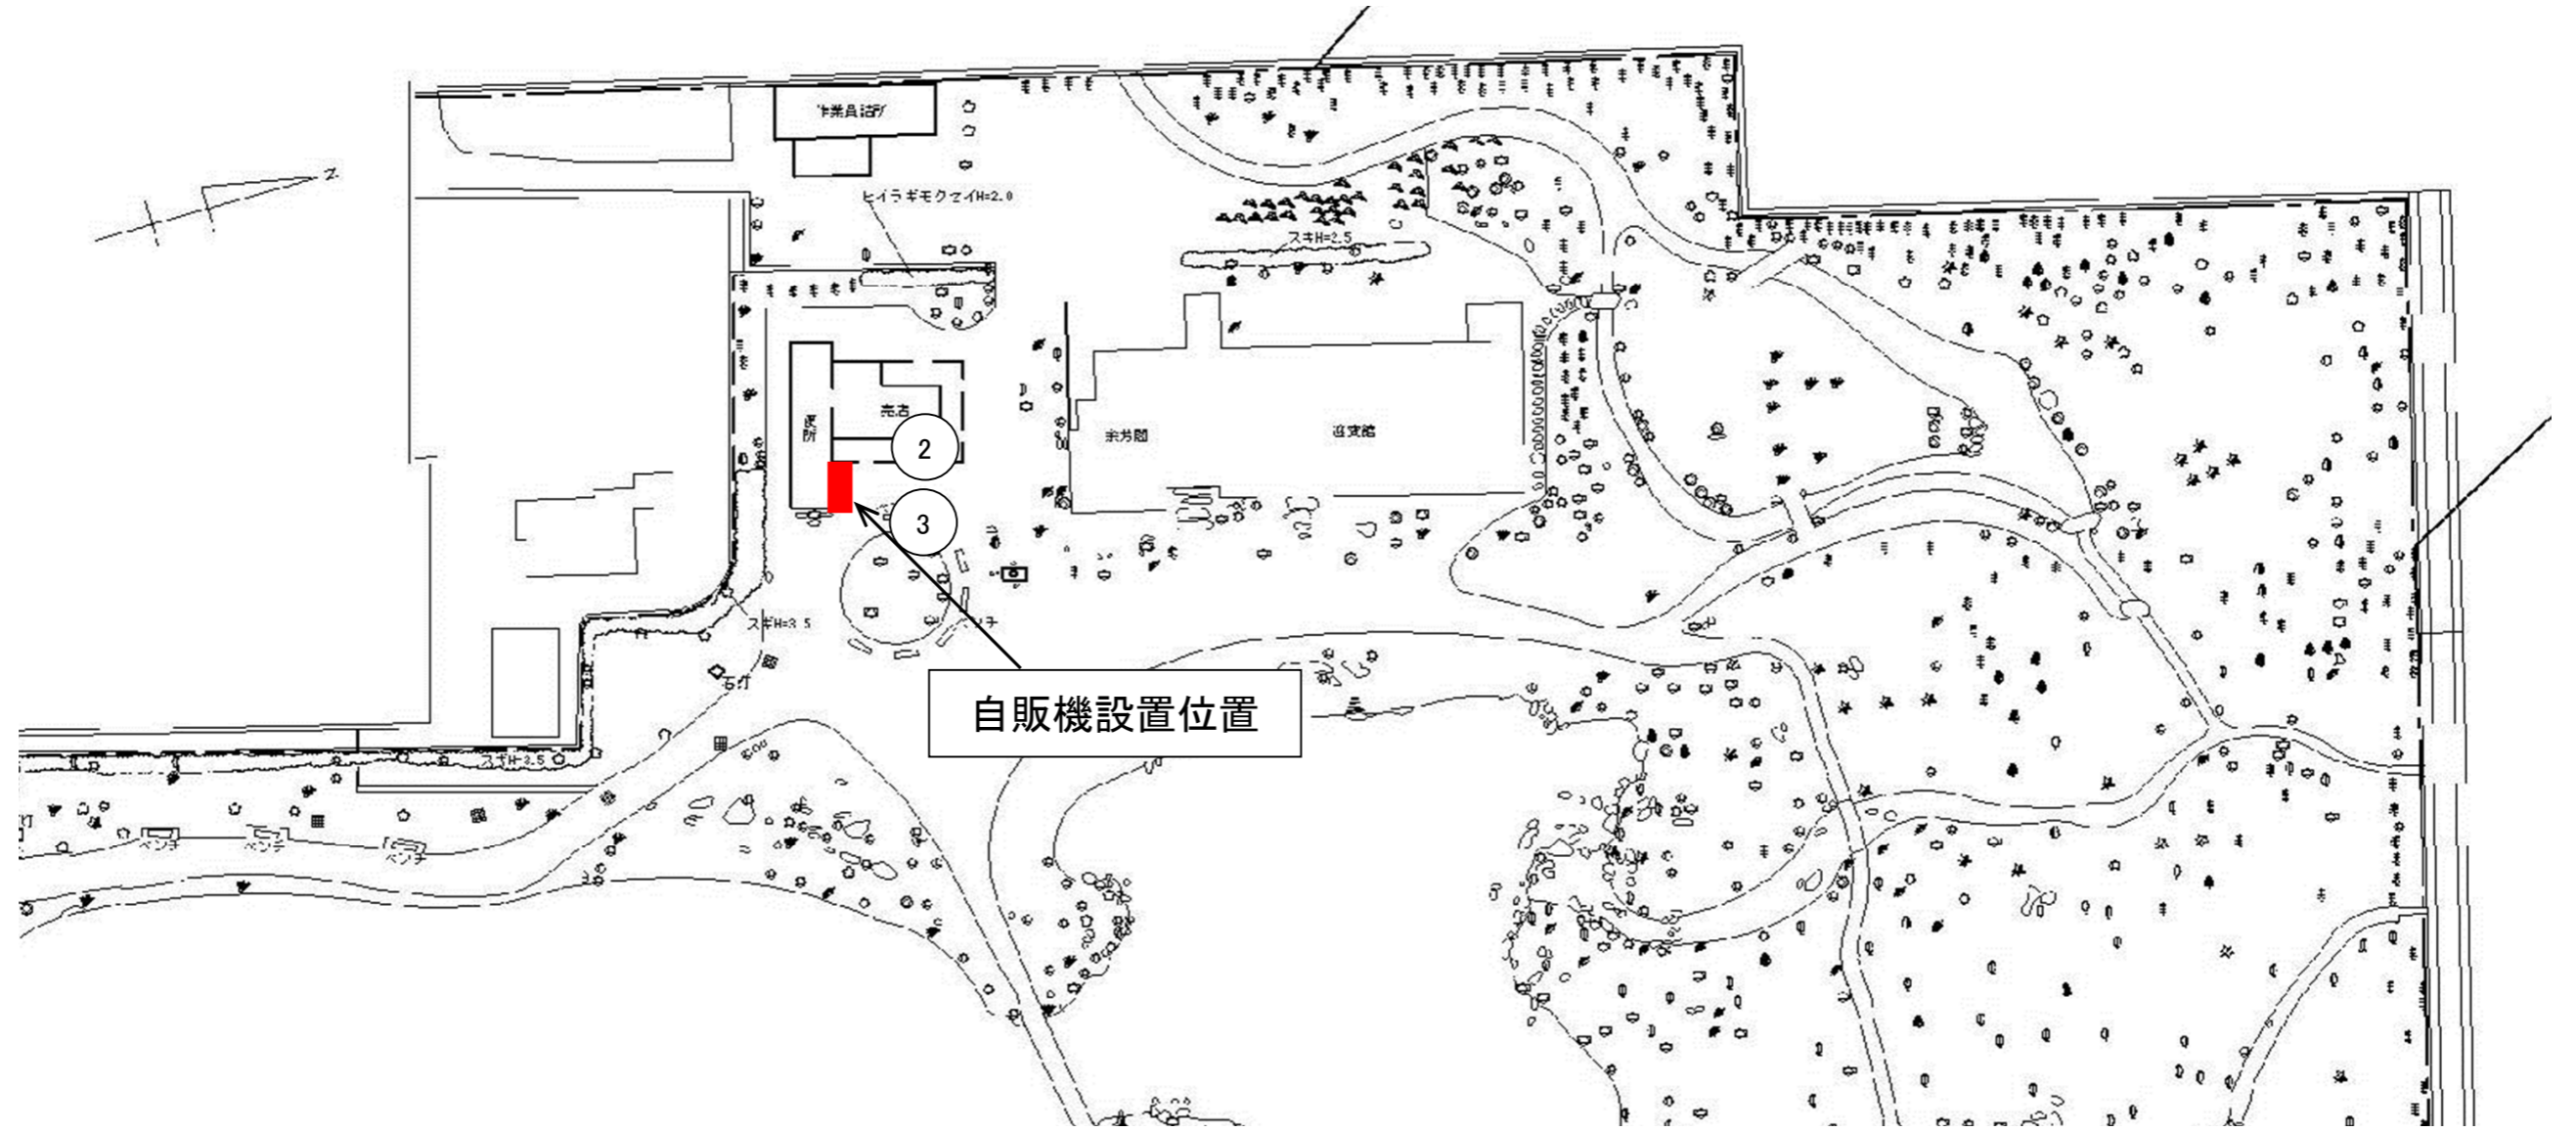 作業員詰所
Z
ヒイラギモクセイH=2.0
スギH=2.5
売店
②
余芳閣
迎賓館
③
スギH=3.5
自販機設置位置
スギH=3.5
ベンチ
ベンチ
ベンチ